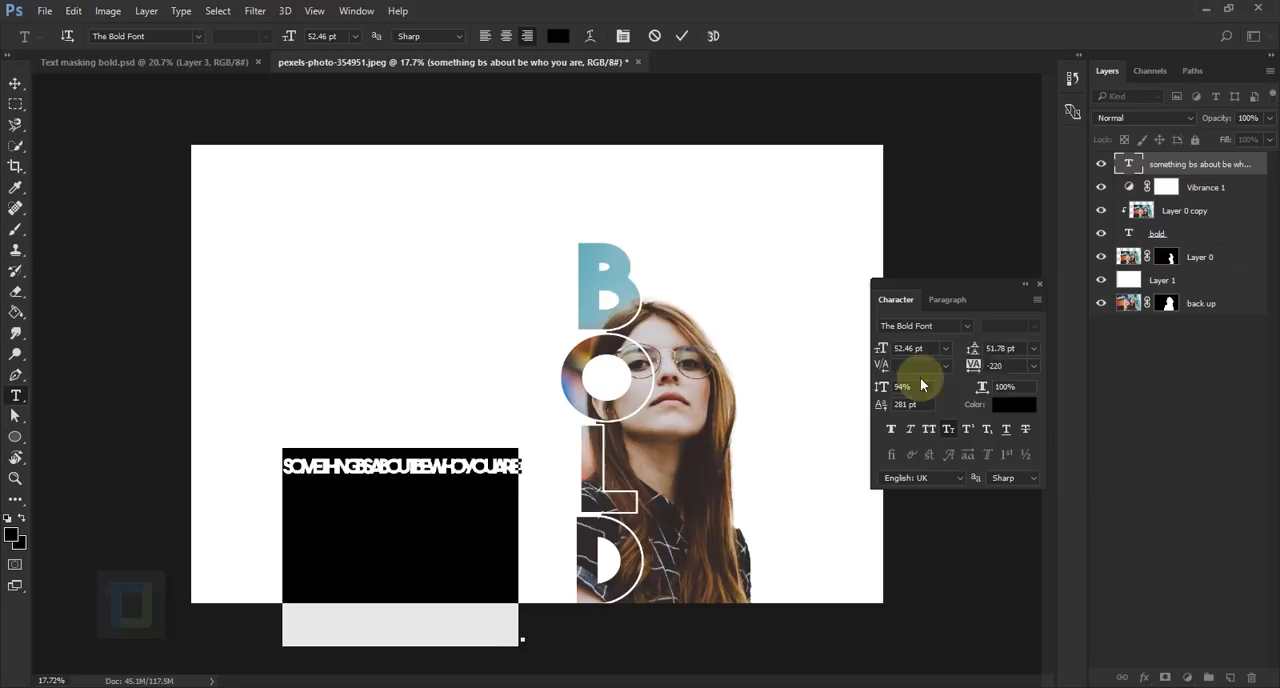 Ps File Edit Image Layer Type Select Filter 3D View Window Help
T The Bold Font 52.46 pt aa Sharp 3D
Text masking bold.psd @ 20.7% (Layer 3, RGB/8#) × pexels-photo-354951.jpeg @ 17.7% (something bs about be who you are, RGB/8#) * ×
Layers Channels Paths
Kind
Normal Opacity: 100%
Lock: Fill: 100%
T something bs about be wh...
Vibrance 1
Layer 0 copy
T bold
Layer 0
Layer 1
back up
BOLD
SOMETHINGBSABOUTBEWHOYOUARE
.
Character Paragraph
The Bold Font
52.46 pt 51.78 pt
-220
94% 100%
281 pt Color:
English: UK aa Sharp
17.72% Doc: 45.1M/117.5M